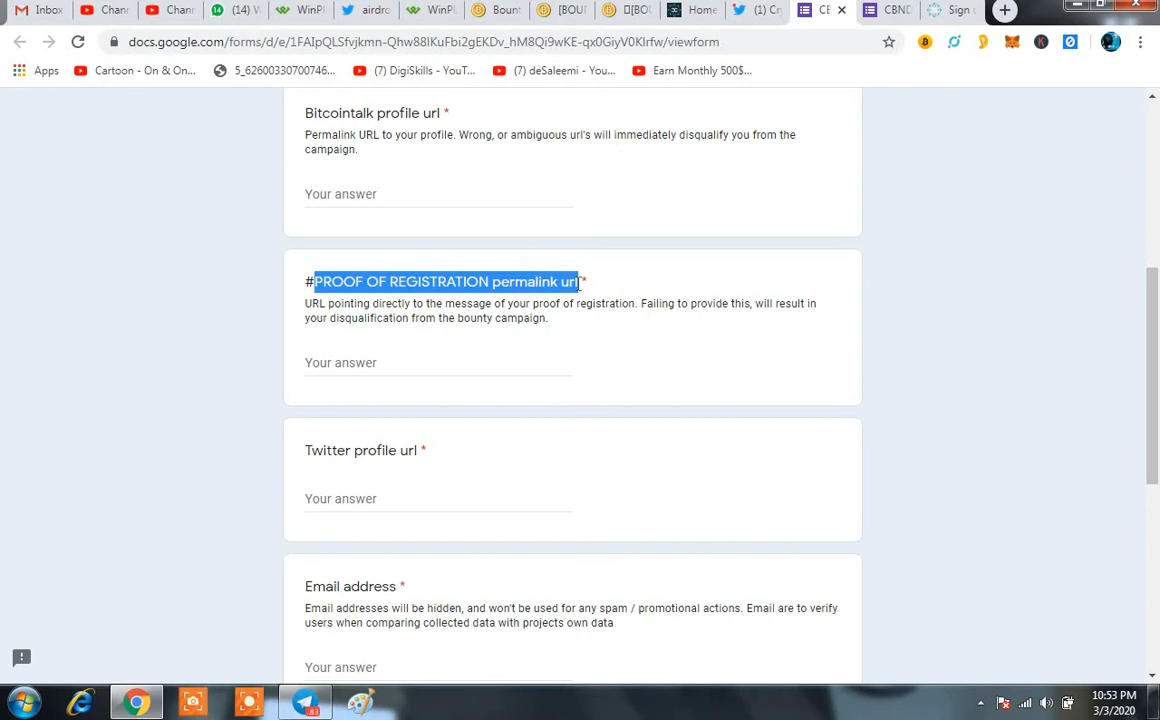 Inbox
Chann
Chann
(14) W
WinPL
airdro
WinPL
Bount
[BOUN
[BOU
Home
(1) Cr
CB
CBND
Sign u
docs.google.com/forms/d/e/1FAIpQLSfvjkmn-Qhw88IKuFbi2gEKDv_hM8Qi9wKE-qx0GiyV0KIrfw/viewform
Apps
Cartoon - On & On...
5_62600330700746...
(7) DigiSkills - YouT...
(7) deSaleemi - You...
Earn Monthly 500$...
Bitcointalk profile url *
Permalink URL to your profile. Wrong, or ambiguous url's will immediately disqualify you from the
campaign.
Your answer
#PROOF OF REGISTRATION permalink url *
URL pointing directly to the message of your proof of registration. Failing to provide this, will result in
your disqualification from the bounty campaign.
Your answer
Twitter profile url *
Your answer
Email address *
Email addresses will be hidden, and won't be used for any spam / promotional actions. Email are to verify
users when comparing collected data with projects own data
Your answer
83
10:53 PM
3/3/2020